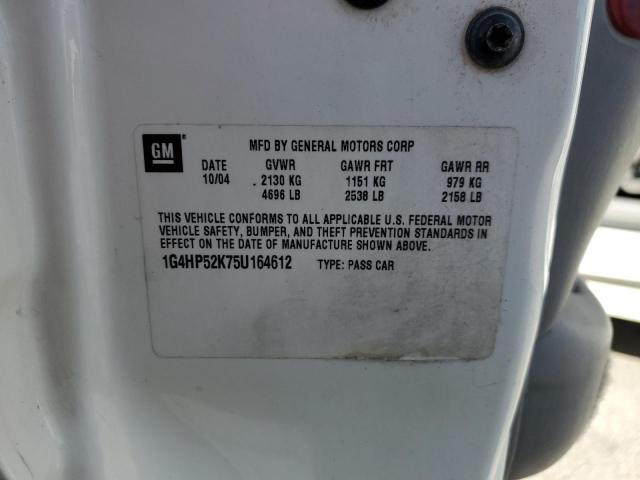 GM ®
MFD BY GENERAL MOTORS CORP
DATE GVWR GAWR FRT GAWR RR
10/04 2130 KG 1151 KG 979 KG
4696 LB 2538 LB 2158 LB
THIS VEHICLE CONFORMS TO ALL APPLICABLE U.S. FEDERAL MOTOR
VEHICLE SAFETY, BUMPER, AND THEFT PREVENTION STANDARDS IN
EFFECT ON THE DATE OF MANUFACTURE SHOWN ABOVE.
1G4HP52K75U164612 TYPE: PASS CAR